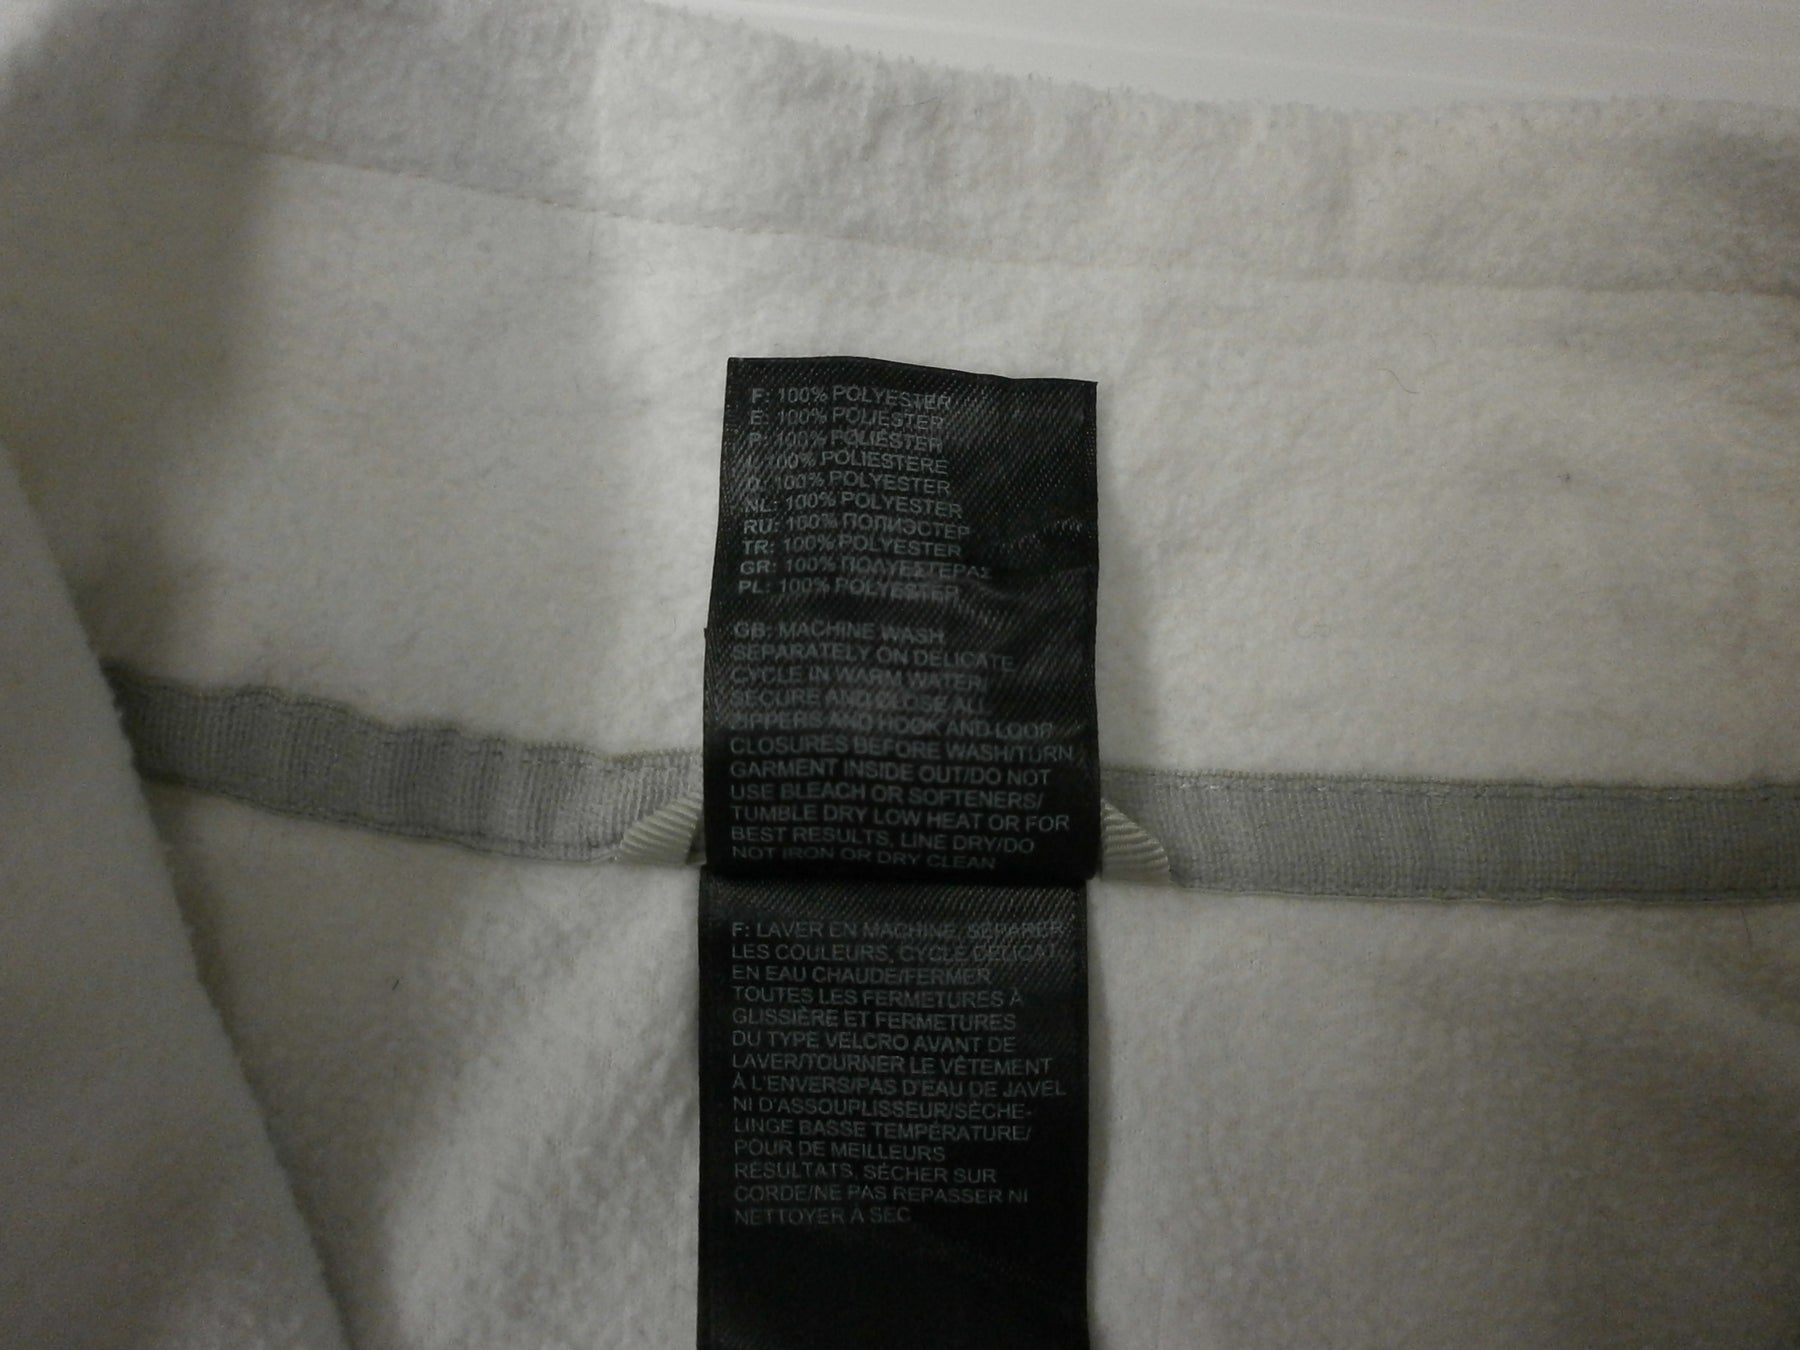 F: 100% POLYESTER
E: 100% POLIESTER
P: 100% POLIÉSTER
I: 100% POLIESTERE
D: 100% POLYESTER
NL: 100% POLYESTER
RU: 100% ПОЛИЭСТЕР
TR: 100% POLYESTER
GR: 100% ΠΟΛΥΕΣΤΕΡΑΣ
PL: 100% POLYESTER
GB: MACHINE WASH
SEPARATELY ON DELICATE
CYCLE IN WARM WATER/
SECURE AND CLOSE ALL
ZIPPERS AND HOOK AND LOOP
CLOSURES BEFORE WASH/TURN
GARMENT INSIDE OUT/DO NOT
USE BLEACH OR SOFTENERS/
TUMBLE DRY LOW HEAT OR FOR
BEST RESULTS, LINE DRY/DO
NOT IRON OR DRY CLEAN
F: LAVER EN MACHINE, SÉPARER
LES COULEURS, CYCLE DÉLICAT,
EN EAU CHAUDE/FERMER
TOUTES LES FERMETURES À
GLISSIÈRE ET FERMETURES
DU TYPE VELCRO AVANT DE
LAVER/TOURNER LE VÊTEMENT
À L'ENVERS/PAS D'EAU DE JAVEL
NI D'ASSOUPLISSEUR/SÈCHE-
LINGE BASSE TEMPÉRATURE/
POUR DE MEILLEURS
RÉSULTATS, SÉCHER SUR
CORDE/NE PAS REPASSER NI
NETTOYER À SEC